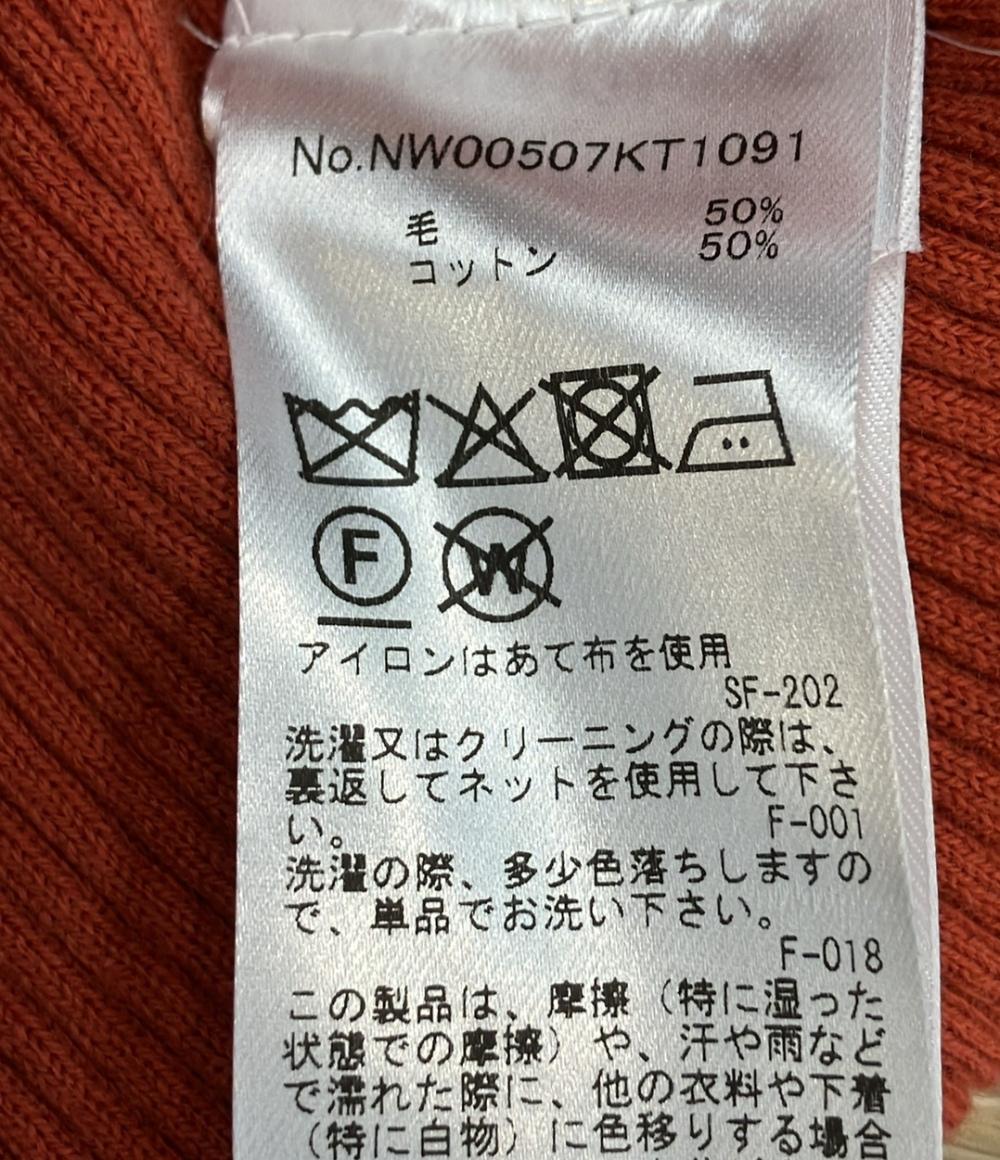 No.NW00507KT1091
毛 50%
コットン 50%
F W
アイロンはあて布を使用
SF-202
洗濯又はクリーニングの際は、
裏返してネットを使用して下さ
い。
F-001
洗濯の際、多少色落ちしますの
で、単品でお洗い下さい。
F-018
この製品は、摩擦（特に湿った
状態での摩擦）や、汗や雨など
で濡れた際に、他の衣料や下着
（特に白物）に色移りする場合